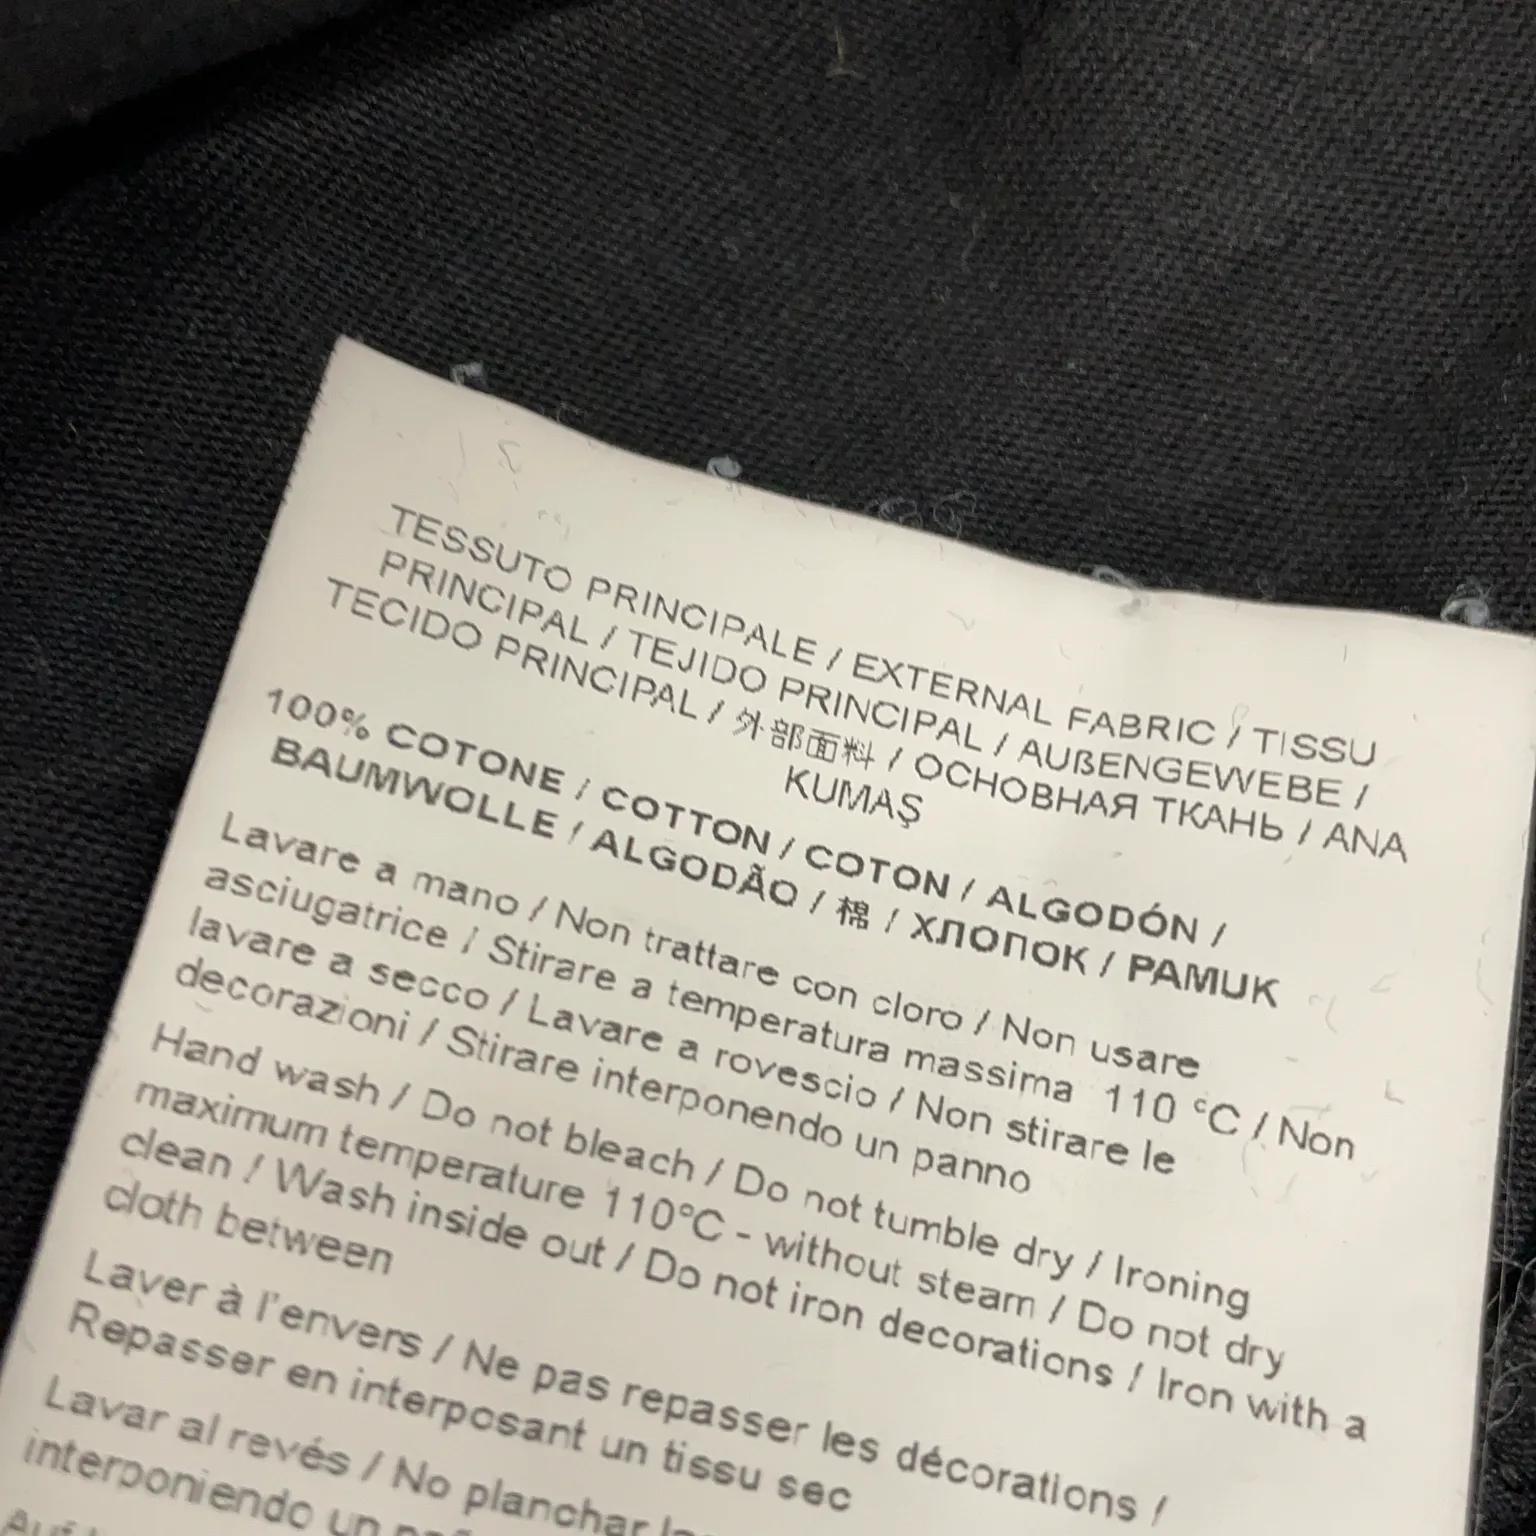 TESSUTO PRINCIPALE / EXTERNAL FABRIC / TISSU
PRINCIPAL / TEJIDO PRINCIPAL / AUßENGEWEBE /
TECIDO PRINCIPAL / 外部面料 / ОСНОВНАЯ ТКАНЬ / ANA
KUMAŞ
100% COTONE / COTTON / COTON / ALGODÓN /
BAUMWOLLE / ALGODÃO / 棉 / ХЛОПОК / PAMUK
Lavare a mano / Non trattare con cloro / Non usare
asciugatrice / Stirare a temperatura massima 110 °C / Non
lavare a secco / Lavare a rovescio / Non stirare le
decorazioni / Stirare interponendo un panno
Hand wash / Do not bleach / Do not tumble dry / Ironing
maximum temperature 110°C - without steam / Do not dry
clean / Wash inside out / Do not iron decorations / Iron with a
cloth between
Laver à l'envers / Ne pas repasser les décorations /
Repasser en interposant un tissu sec
Lavar al revés / No planchar
interponiendo un